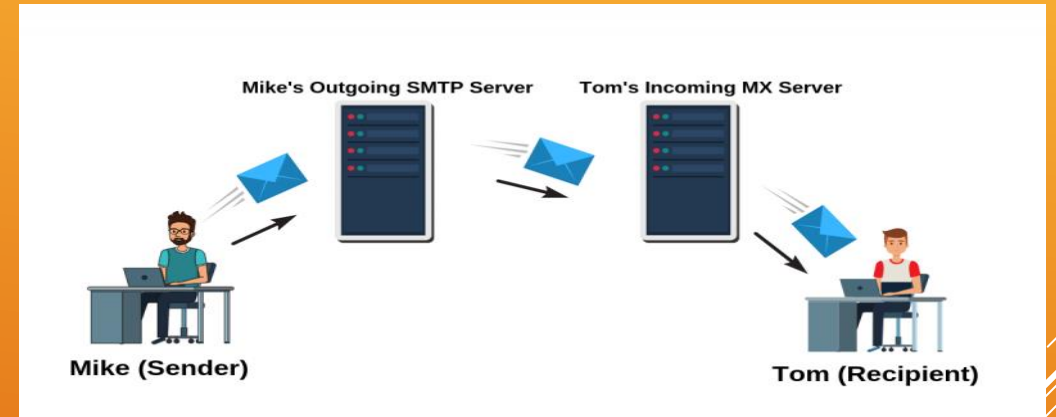 Mike's Outgoing SMTP Server
Tom's Incoming MX Server
Mike (Sender)
Tom (Recipient)